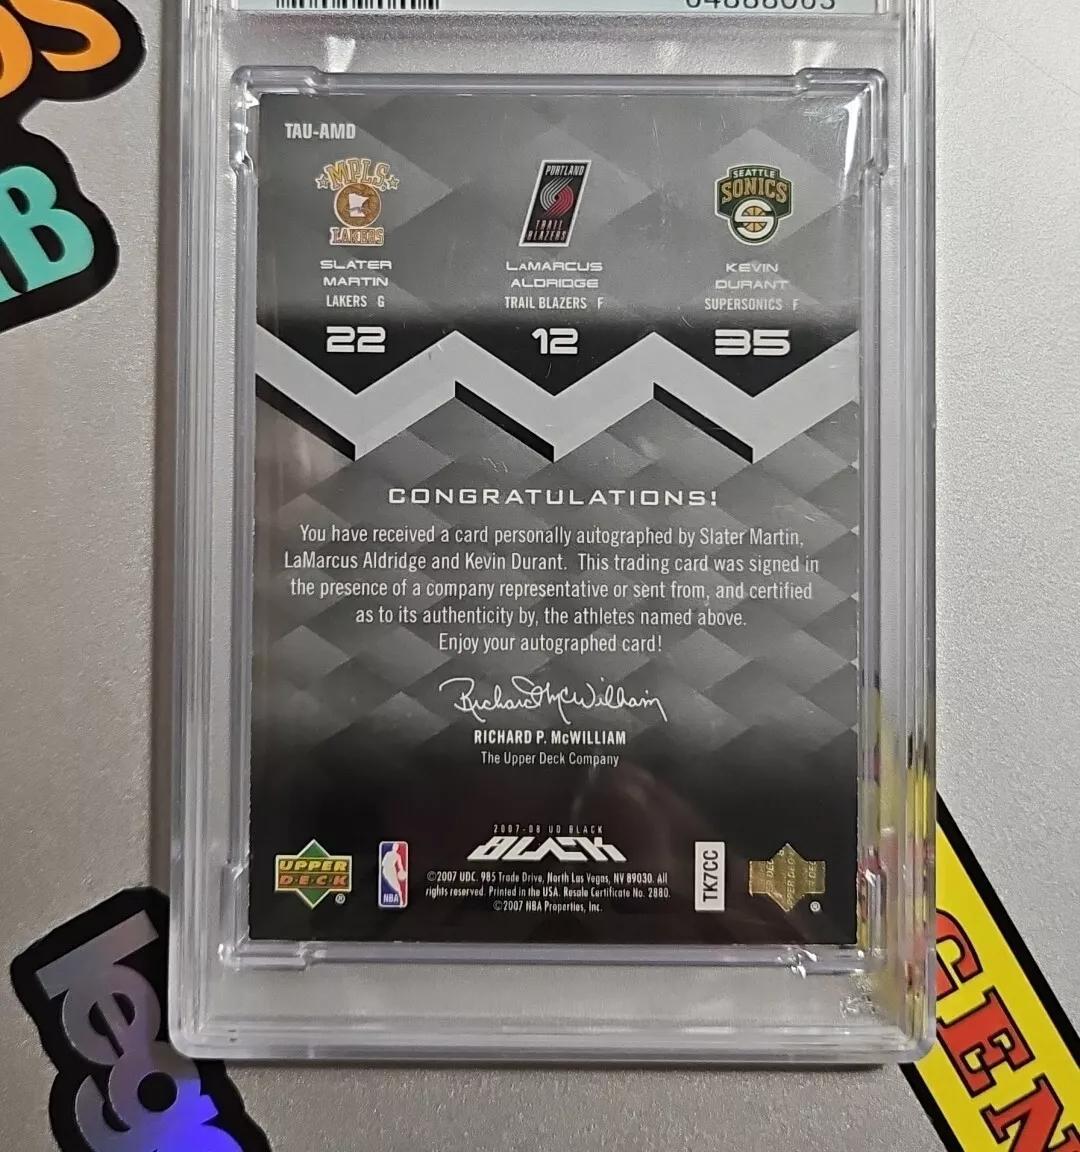 TAU-AMD
MPLS
LAKERS
PORTLAND
TRAIL
BLAZERS
SEATTLE
SONICS
SLATER
MARTIN
LAKERS G
22
LAMARCUS
ALDRIDGE
TRAIL BLAZERS F
12
KEVIN
DURANT
SUPERSONICS F
35
CONGRATULATIONS!
You have received a card personally autographed by Slater Martin,
LaMarcus Aldridge and Kevin Durant. This trading card was signed in
the presence of a company representative or sent from, and certified
as to its authenticity by, the athletes named above.
Enjoy your autographed card!
Richard P. McWilliam
RICHARD P. McWILLIAM
The Upper Deck Company
2007-08 UD BLACK
BLACK
UPPER
DECK
®
NBA
©2007 UDC. 985 Trade Drive, North Las Vegas, NV 89030. All
rights reserved. Printed in the USA. Resale Certificate No. 2880.
©2007 NBA Properties, Inc.
TK7CC
®
AB
lege
GEN